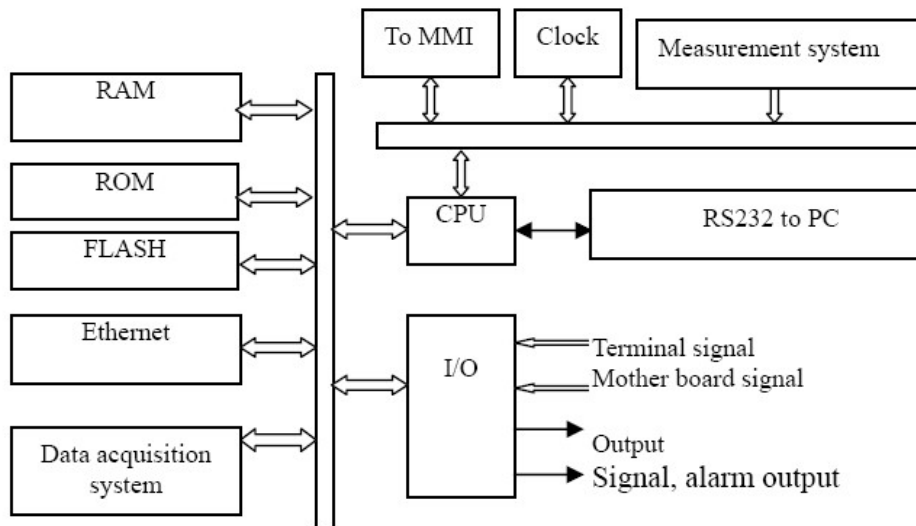 To MMI
Clock
Measurement system
RAM
ROM
CPU
RS232 to PC
FLASH
Ethernet
I/O
Terminal signal
Mother board signal
Data acquisition
system
Output
Signal, alarm output